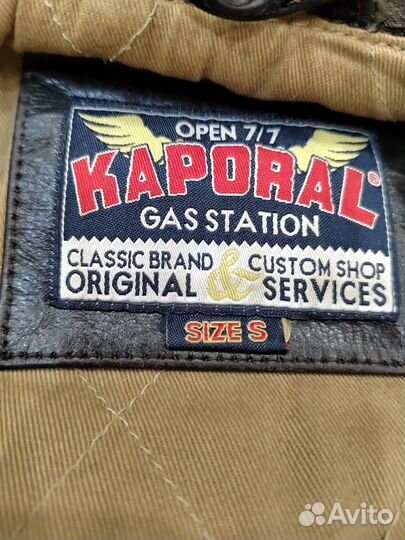 OPEN 7/7
KAPORAL®
GAS STATION
CLASSIC BRAND & CUSTOM SHOP
ORIGINAL SERVICES
SIZE S
Avito